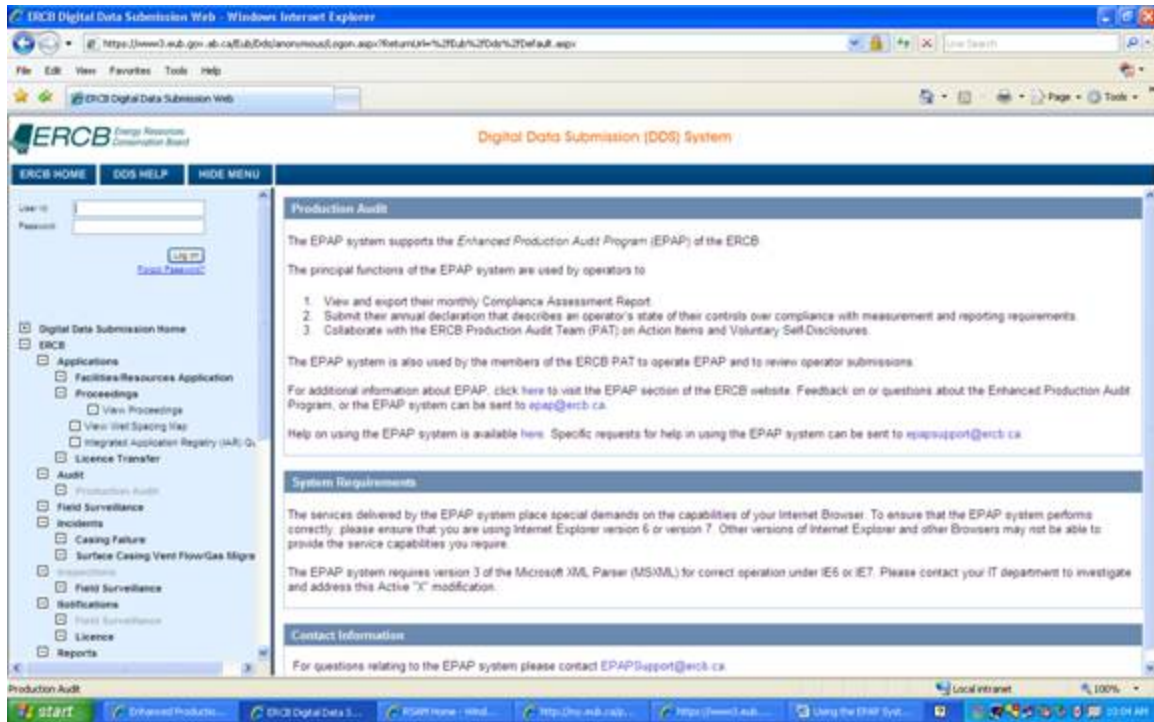 ERCB Digital Data Submission Web - Windows Internet Explorer
Live Search
File Edit View Favorites Tools Help
ERCB Digital Data Submission Web
Page Tools
ERCB Energy Resources Conservation Board
Digital Data Submission (DDS) System
ERCB HOME DDS HELP HIDE MENU
User Id:
Password:
Log In
Forgot Password?
Digital Data Submission Home
ERCB
Applications
Facilities/Resources Application
Proceedings
View Proceedings
View Well Spacing Map
Integrated Application Registry (IAR) Qu
Licence Transfer
Audit
Production Audit
Field Surveillance
Incidents
Casing Failure
Surface Casing Vent Flow/Gas Migra
Inspections
Field Surveillance
Notifications
Field Surveillance
Licence
Reports
Production Audit
The EPAP system supports the Enhanced Production Audit Program (EPAP) of the ERCB
The principal functions of the EPAP system are used by operators to
1. View and export their monthly Compliance Assessment Report
2. Submit their annual declaration that describes an operator's state of their controls over compliance with measurement and reporting requirements.
3. Collaborate with the ERCB Production Audit Team (PAT) on Action Items and Voluntary Self-Disclosures.
The EPAP system is also used by the members of the ERCB PAT to operate EPAP and to review operator submissions.
For additional information about EPAP, click here to visit the EPAP section of the ERCB website. Feedback on or questions about the Enhanced Production Audit
Program, or the EPAP system can be sent to epap@ercb.ca
Help on using the EPAP system is available here. Specific requests for help in using the EPAP system can be sent to epapsupport@ercb.ca
System Requirements
The services delivered by the EPAP system place special demands on the capabilities of your Internet Browser. To ensure that the EPAP system performs
correctly, please ensure that you are using Internet Explorer version 6 or version 7. Other versions of Internet Explorer and other Browsers may not be able to
provide the service capabilities you require.
The EPAP system requires version 3 of the Microsoft XML Parser (MSXML) for correct operation under IE6 or IE7. Please contact your IT department to investigate
and address this Active "X" modification.
Contact Information
For questions relating to the EPAP system please contact EPAPSupport@ercb.ca
Production Audit
Local intranet 100%
start Enhanced Productio... ERCB Digital Data S... Using the EPAP Syst... 10:04 AM